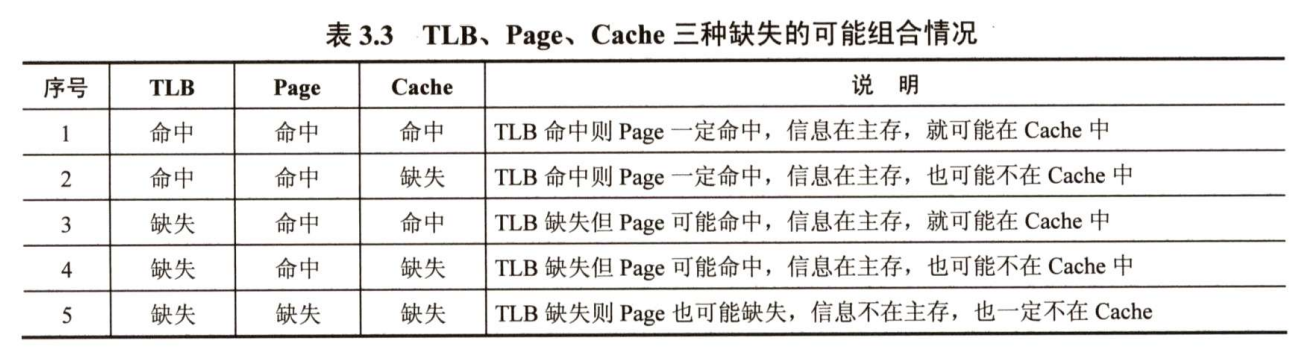 表 3.3 TLB、Page、Cache 三种缺失的可能组合情况
序号 TLB Page Cache 说 明
1 命中 命中 命中 TLB 命中则 Page 一定命中，信息在主存，就可能在 Cache 中
2 命中 命中 缺失 TLB 命中则 Page 一定命中，信息在主存，也可能不在 Cache 中
3 缺失 命中 命中 TLB 缺失但 Page 可能命中，信息在主存，就可能在 Cache 中
4 缺失 命中 缺失 TLB 缺失但 Page 可能命中，信息在主存，也可能不在 Cache 中
5 缺失 缺失 缺失 TLB 缺失则 Page 也可能缺失，信息不在主存，也一定不在 Cache